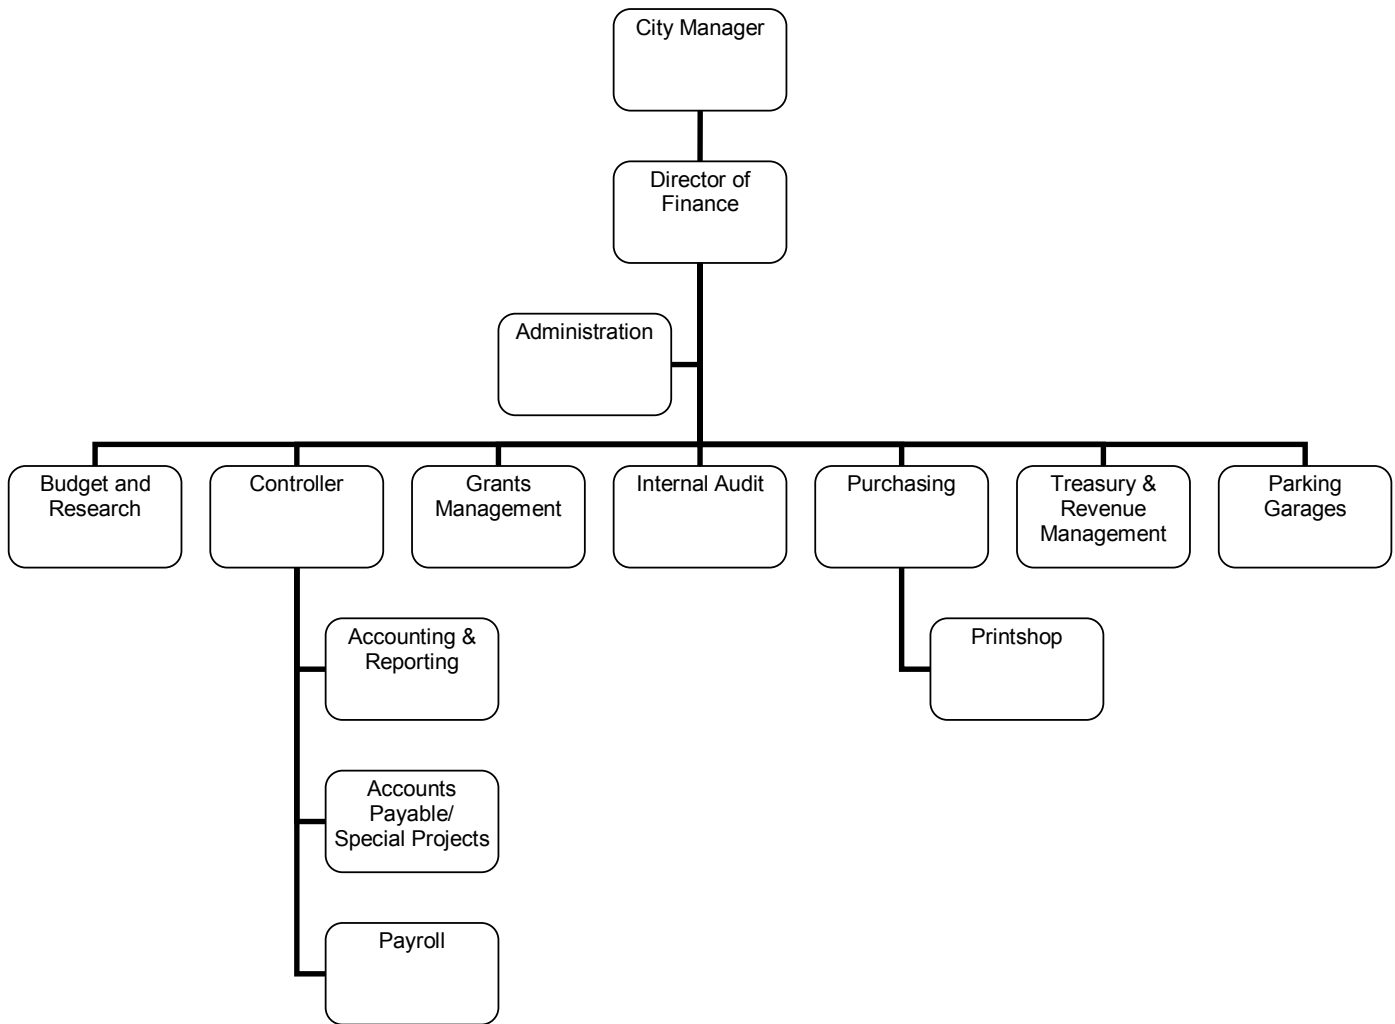 City Manager
Director of
Finance
Administration
Budget and
Research
Controller
Grants
Management
Internal Audit
Purchasing
Treasury &
Revenue
Management
Parking
Garages
Accounting &
Reporting
Printshop
Accounts
Payable/
Special Projects
Payroll